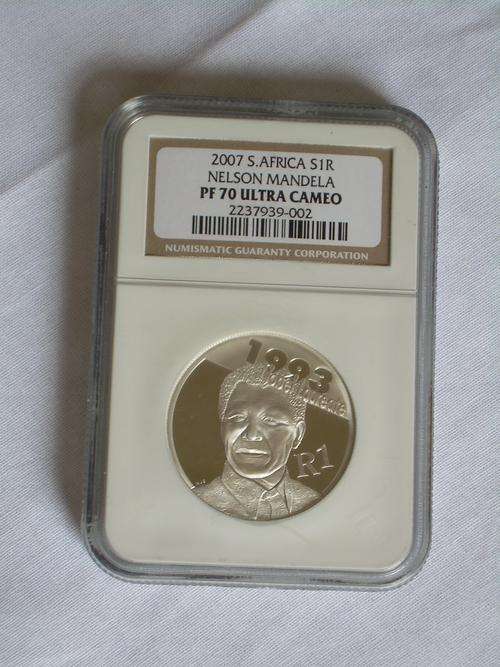 2007 S.AFRICA S1R
NELSON MANDELA
PF 70 ULTRA CAMEO
2237939-002
NUMISMATIC GUARANTY CORPORATION
1993
R1